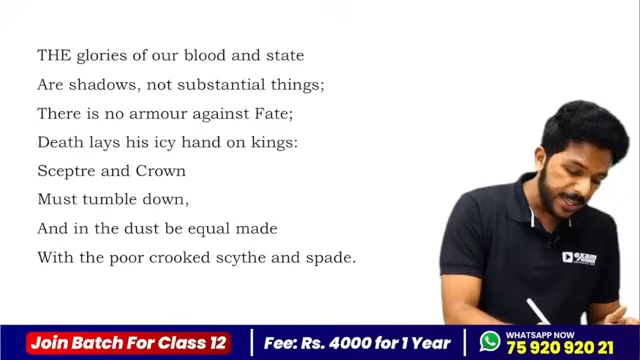 THE glories of our blood and state
Are shadows, not substantial things;
There is no armour against Fate;
Death lays his icy hand on kings:
Sceptre and Crown
Must tumble down,
And in the dust be equal made
With the poor crooked scythe and spade.
exam
Join Batch For Class 12
Fee: Rs. 4000 for 1 Year
WHATSAPP NOW
75 920 920 21